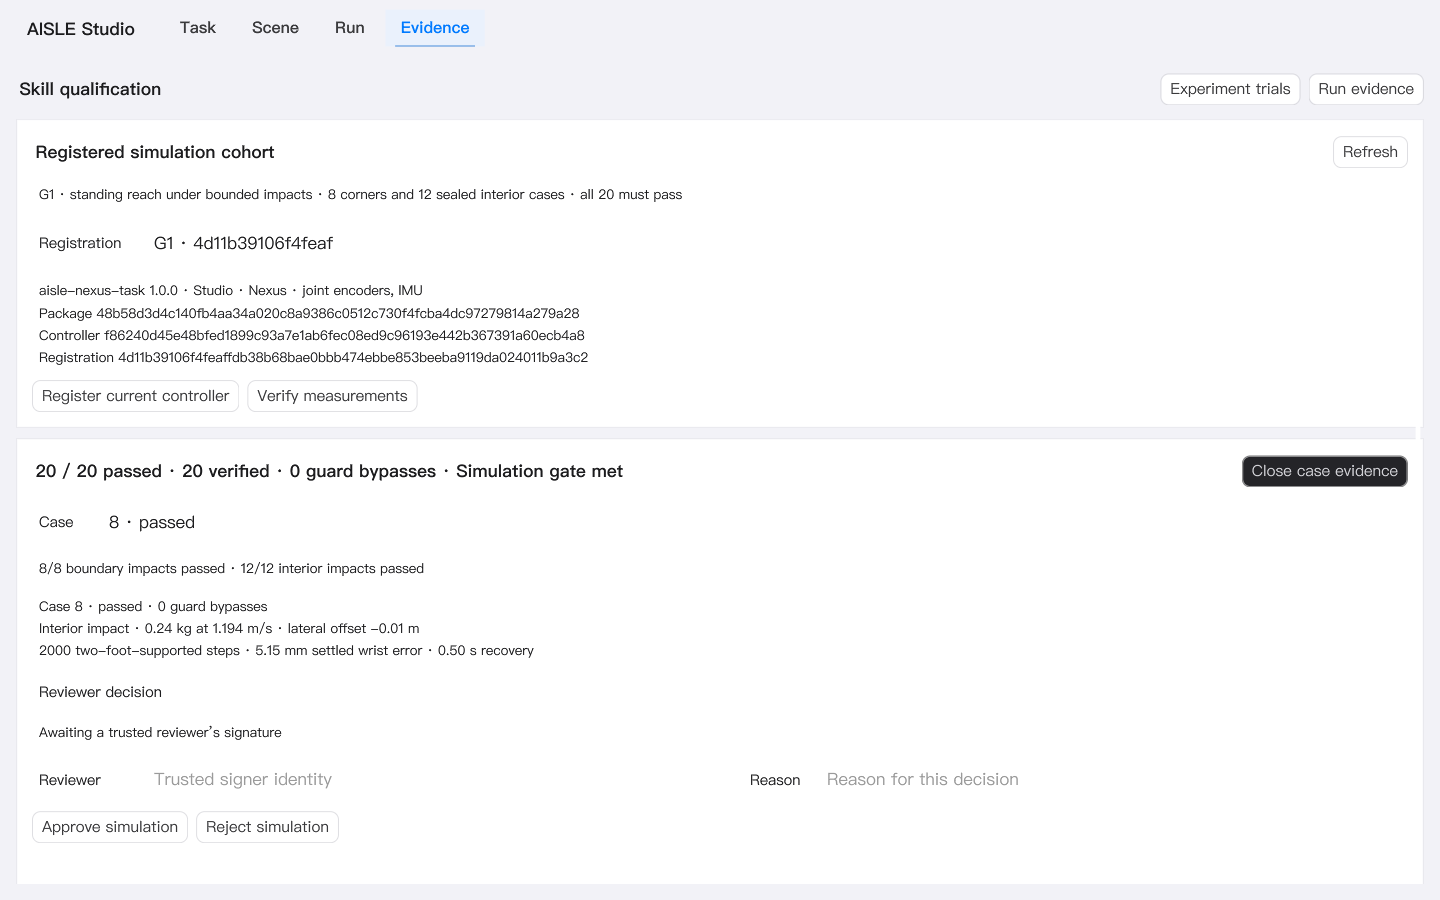 AISLE Studio Task Scene Run Evidence
Skill qualification Experiment trials Run evidence
Registered simulation cohort Refresh
G1 · standing reach under bounded impacts · 8 corners and 12 sealed interior cases · all 20 must pass
Registration G1 · 4d11b39106f4feaf
aisle-nexus-task 1.0.0 · Studio · Nexus · joint encoders, IMU
Package 48b58d3d4c140fb4aa34a020c8a9386c0512c730f4fcba4dc97279814a279a28
Controller f86240d45e48bfed1899c93a7e1ab6fec08ed9c96193e442b367391a60ecb4a8
Registration 4d11b39106f4feaffdb38b68bae0bbb474ebbe853beeba9119da024011b9a3c2
Register current controller Verify measurements
20 / 20 passed · 20 verified · 0 guard bypasses · Simulation gate met Close case evidence
Case 8 · passed
8/8 boundary impacts passed · 12/12 interior impacts passed
Case 8 · passed · 0 guard bypasses
Interior impact · 0.24 kg at 1.194 m/s · lateral offset -0.01 m
2000 two-foot-supported steps · 5.15 mm settled wrist error · 0.50 s recovery
Reviewer decision
Awaiting a trusted reviewer's signature
Reviewer Trusted signer identity Reason Reason for this decision
Approve simulation Reject simulation